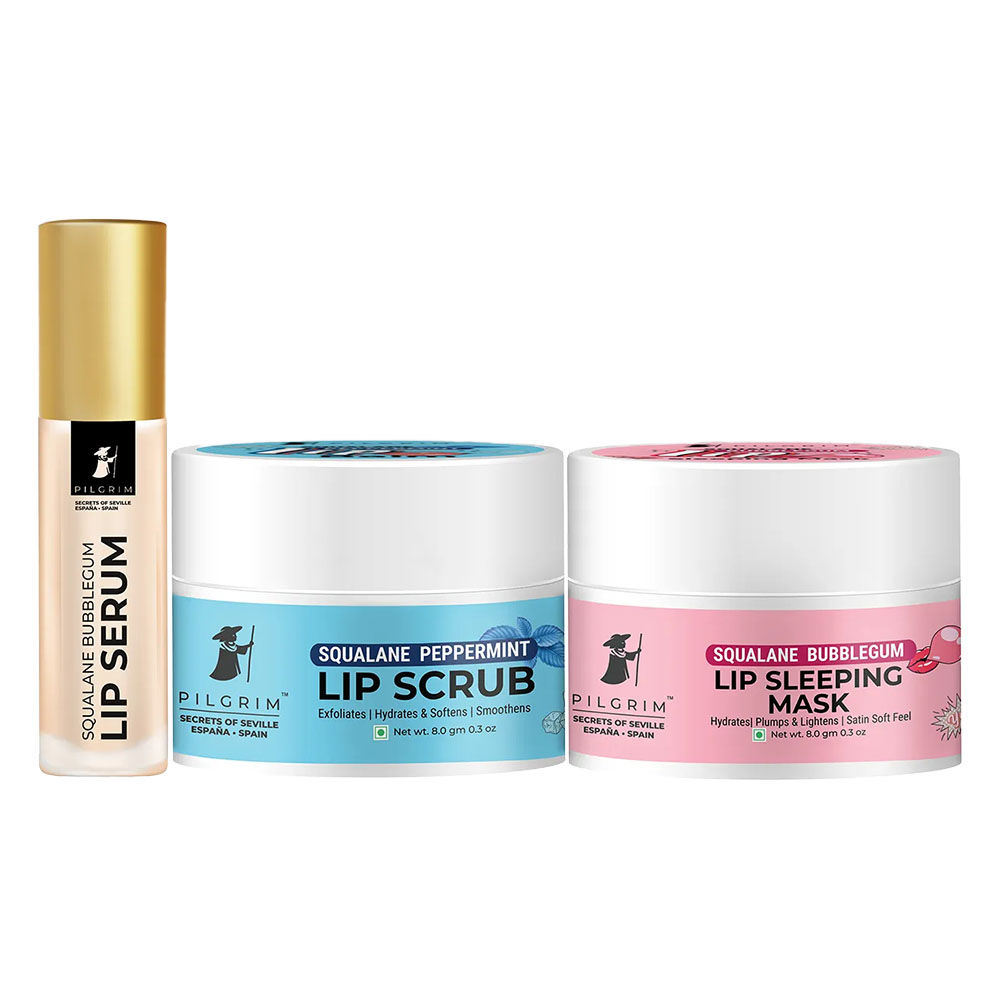 PILGRIM
SECRETS OF SEVILLE
ESPAÑA • SPAIN
SQUALANE BUBBLEGUM
LIP SERUM
PILGRIM™
SECRETS OF SEVILLE
ESPAÑA • SPAIN
SQUALANE PEPPERMINT
LIP SCRUB
Exfoliates | Hydrates & Softens | Smoothens
Net wt. 8.0 gm 0.3 oz
PILGRIM
PILGRIM™
SECRETS OF SEVILLE
ESPAÑA • SPAIN
SQUALANE BUBBLEGUM
LIP SLEEPING
MASK
Hydrates| Plumps & Lightens | Satin Soft Feel
Net wt. 8.0 gm 0.3 oz